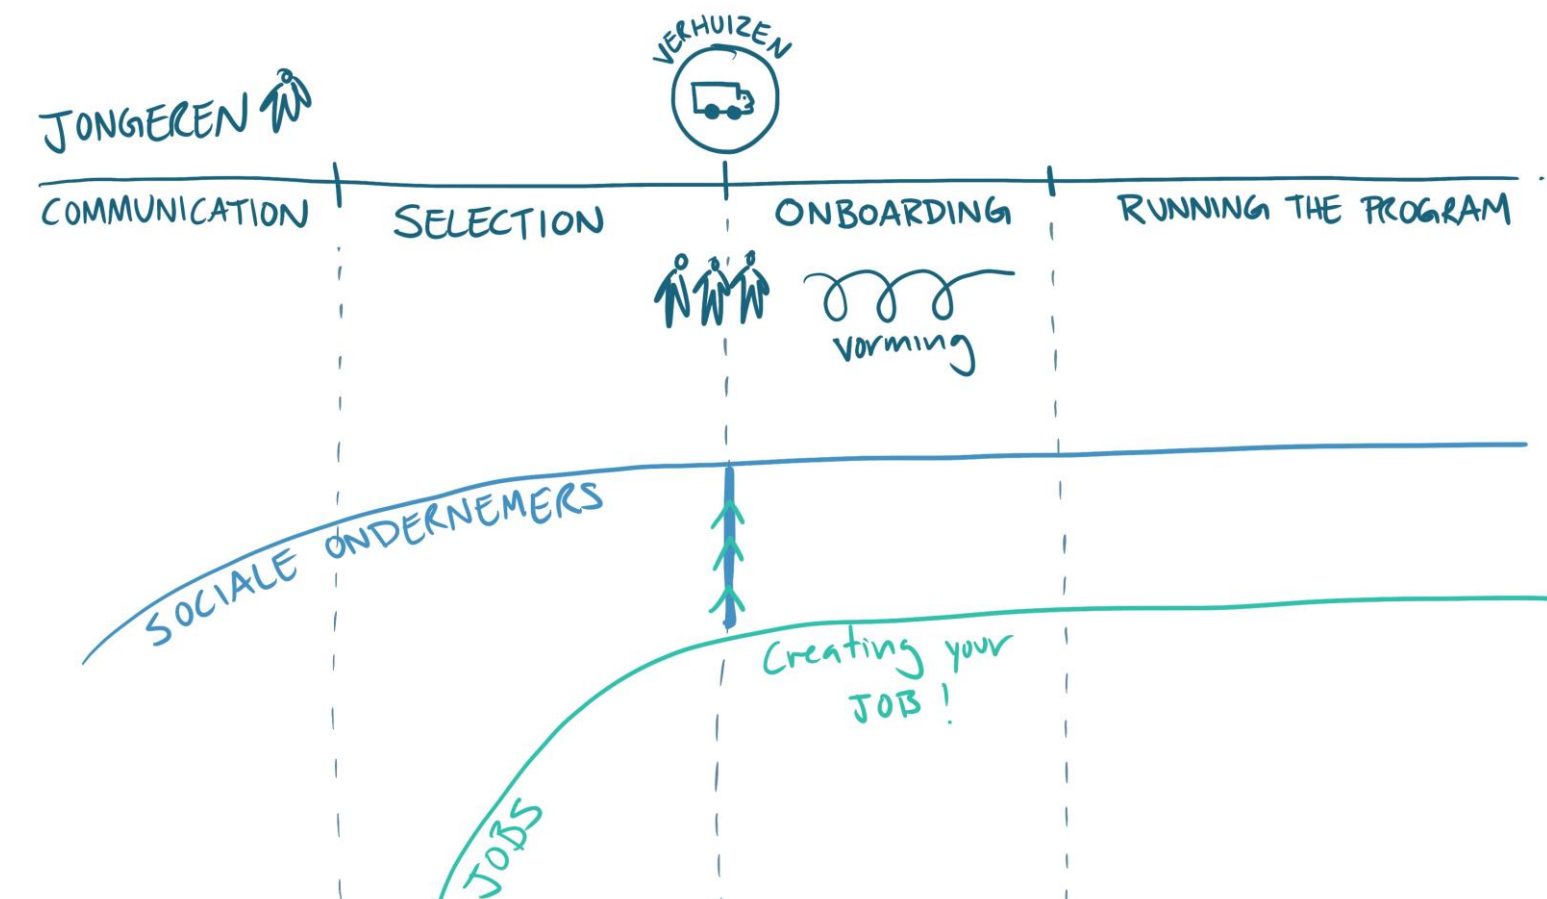 VERHUIZEN
JONGEREN
COMMUNICATION
SELECTION
ONBOARDING
RUNNING THE PROGRAM
vorming
SOCIALE ONDERNEMERS
Creating your
JOB!
JOBS